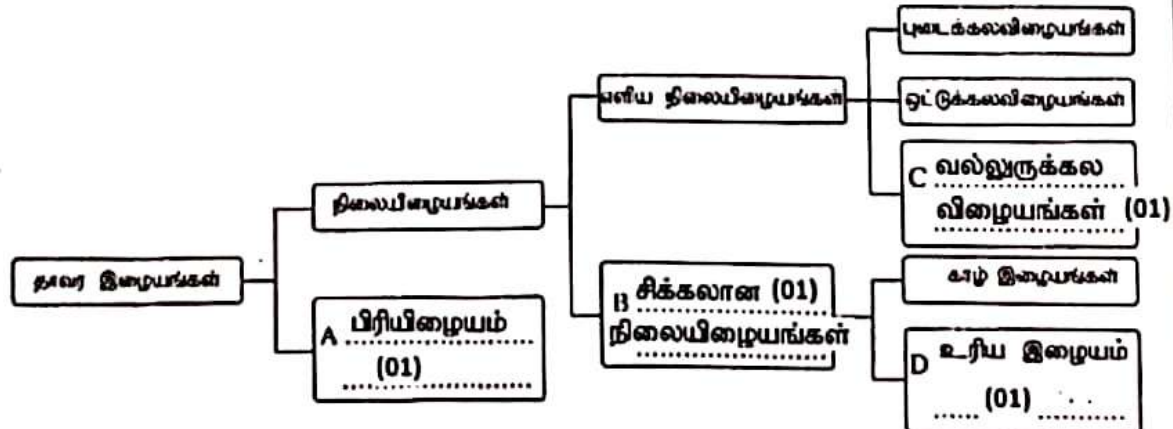 புடைக்கலவிழையங்கள்
எளிய நிலையிழையங்கள்
ஒட்டுக்கலவிழையங்கள்
C வல்லுருக்கல
விழையங்கள் (01)
நிலையிழையங்கள்
தாவர இழையங்கள்
காழ் இழையங்கள்
B சிக்கலான (01)
நிலையிழையங்கள்
A பிரியிழையம்
(01)
D உரிய இழையம்
(01)